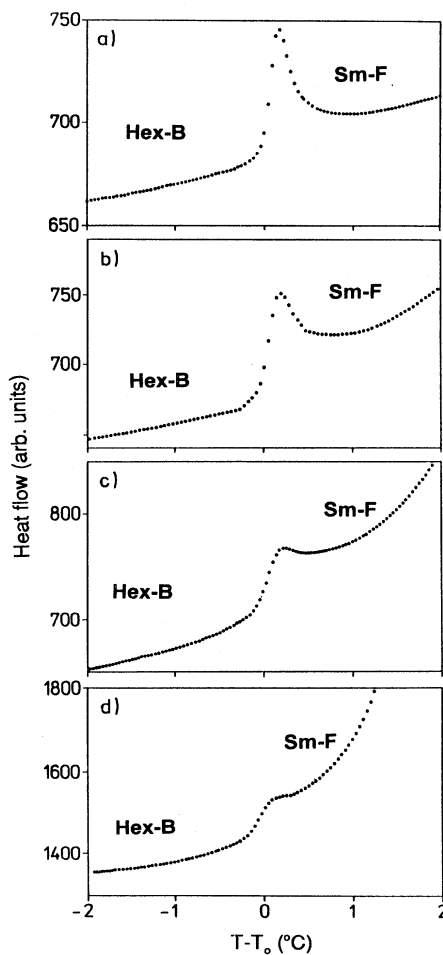 Heat flow (arb. units)
a)
750
700
650
Hex-B
Sm-F
b)
750
700
Hex-B
Sm-F
c)
800
700
Hex-B
Sm-F
d)
1800
1600
1400
Hex-B
Sm-F
−2 −1 0 1 2
T-T₀ (°C)